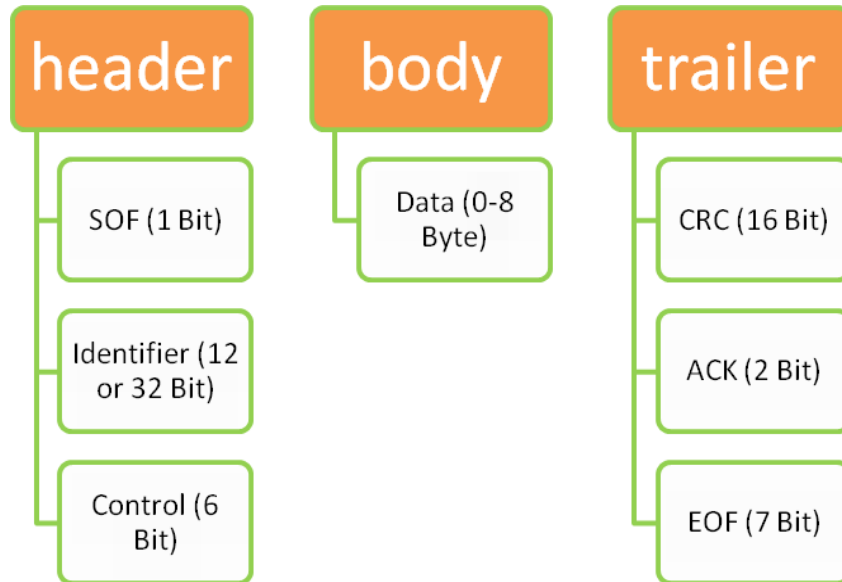 header
SOF (1 Bit)
Identifier (12
or 32 Bit)
Control (6
Bit)
body
Data (0-8
Byte)
trailer
CRC (16 Bit)
ACK (2 Bit)
EOF (7 Bit)